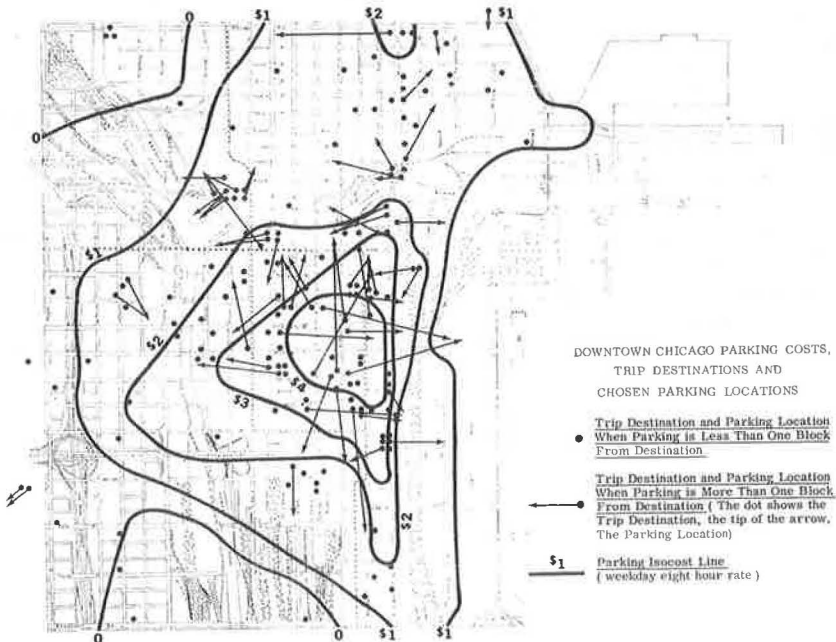 0
$1
$2
$1
0
$1
$2
$4
$3
$2
0
0
$1
$1
DOWNTOWN CHICAGO PARKING COSTS,
TRIP DESTINATIONS AND
CHOSEN PARKING LOCATIONS
Trip Destination and Parking Location
When Parking is Less Than One Block
From Destination
Trip Destination and Parking Location
When Parking is More Than One Block
From Destination ( The dot shows the
Trip Destination, the tip of the arrow,
The Parking Location)
$1
Parking Isocost Line
( weekday eight hour rate )